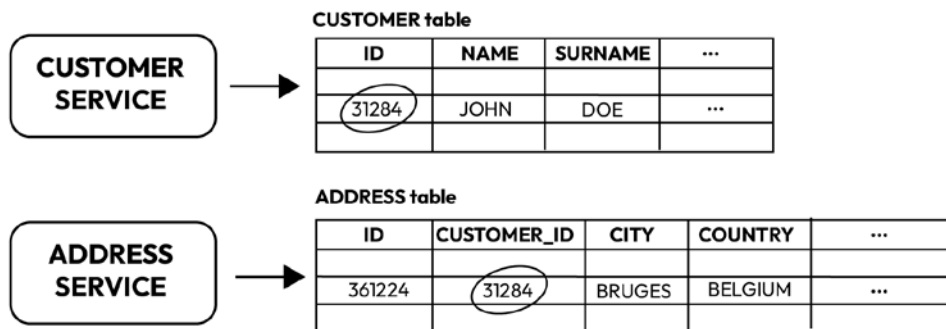 CUSTOMER table
CUSTOMER
SERVICE
ID NAME SURNAME ...
31284 JOHN DOE ...
ADDRESS table
ADDRESS
SERVICE
ID CUSTOMER_ID CITY COUNTRY ...
361224 31284 BRUGES BELGIUM ...